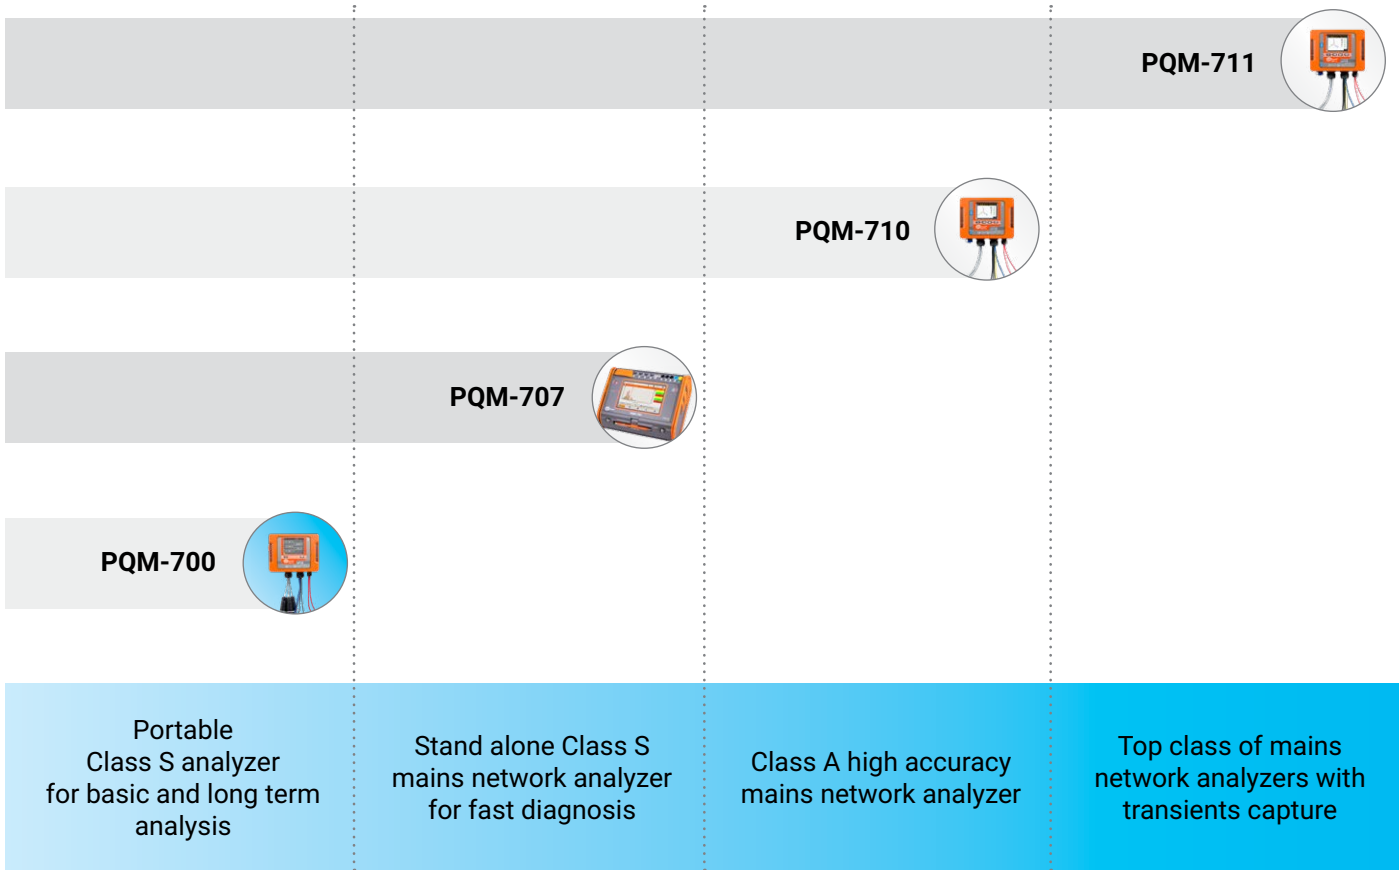 PQM-711
PQM-710
PQM-707
PQM-700
Portable
Class S analyzer
for basic and long term
analysis
Stand alone Class S
mains network analyzer
for fast diagnosis
Class A high accuracy
mains network analyzer
Top class of mains
network analyzers with
transients capture